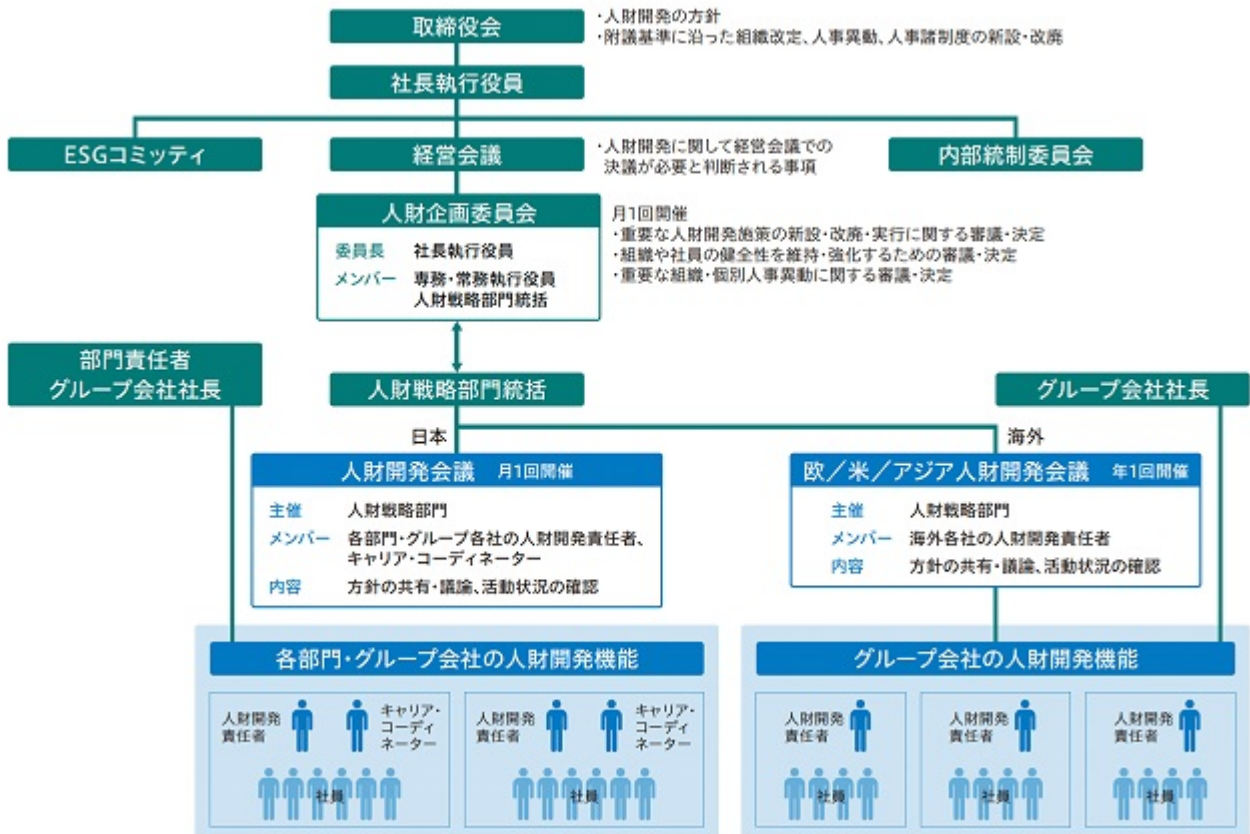 取締役会
・人財開発の方針
・附議基準に沿った組織改定、人事異動、人事諸制度の新設・改廃
社長執行役員
ESGコミッティ
経営会議
・人財開発に関して経営会議での
決議が必要と判断される事項
内部統制委員会
人財企画委員会
委員長 社長執行役員
メンバー 専務・常務執行役員
人財戦略部門統括
月1回開催
・重要な人財開発施策の新設・改廃・実行に関する審議・決定
・組織や社員の健全性を維持・強化するための審議・決定
・重要な組織・個別人事異動に関する審議・決定
部門責任者
グループ会社社長
人財戦略部門統括
グループ会社社長
日本
海外
人財開発会議 月1回開催
主催 人財戦略部門
メンバー 各部門・グループ各社の人財開発責任者、
キャリア・コーディネーター
内容 方針の共有・議論、活動状況の確認
欧／米／アジア人財開発会議 年1回開催
主催 人財戦略部門
メンバー 海外各社の人財開発責任者
内容 方針の共有・議論、活動状況の確認
各部門・グループ会社の人財開発機能
人財開発
責任者
キャリア・
コーディ
ネーター
社員
人財開発
責任者
キャリア・
コーディ
ネーター
社員
グループ会社の人財開発機能
人財開発
責任者
社員
人財開発
責任者
社員
人財開発
責任者
社員